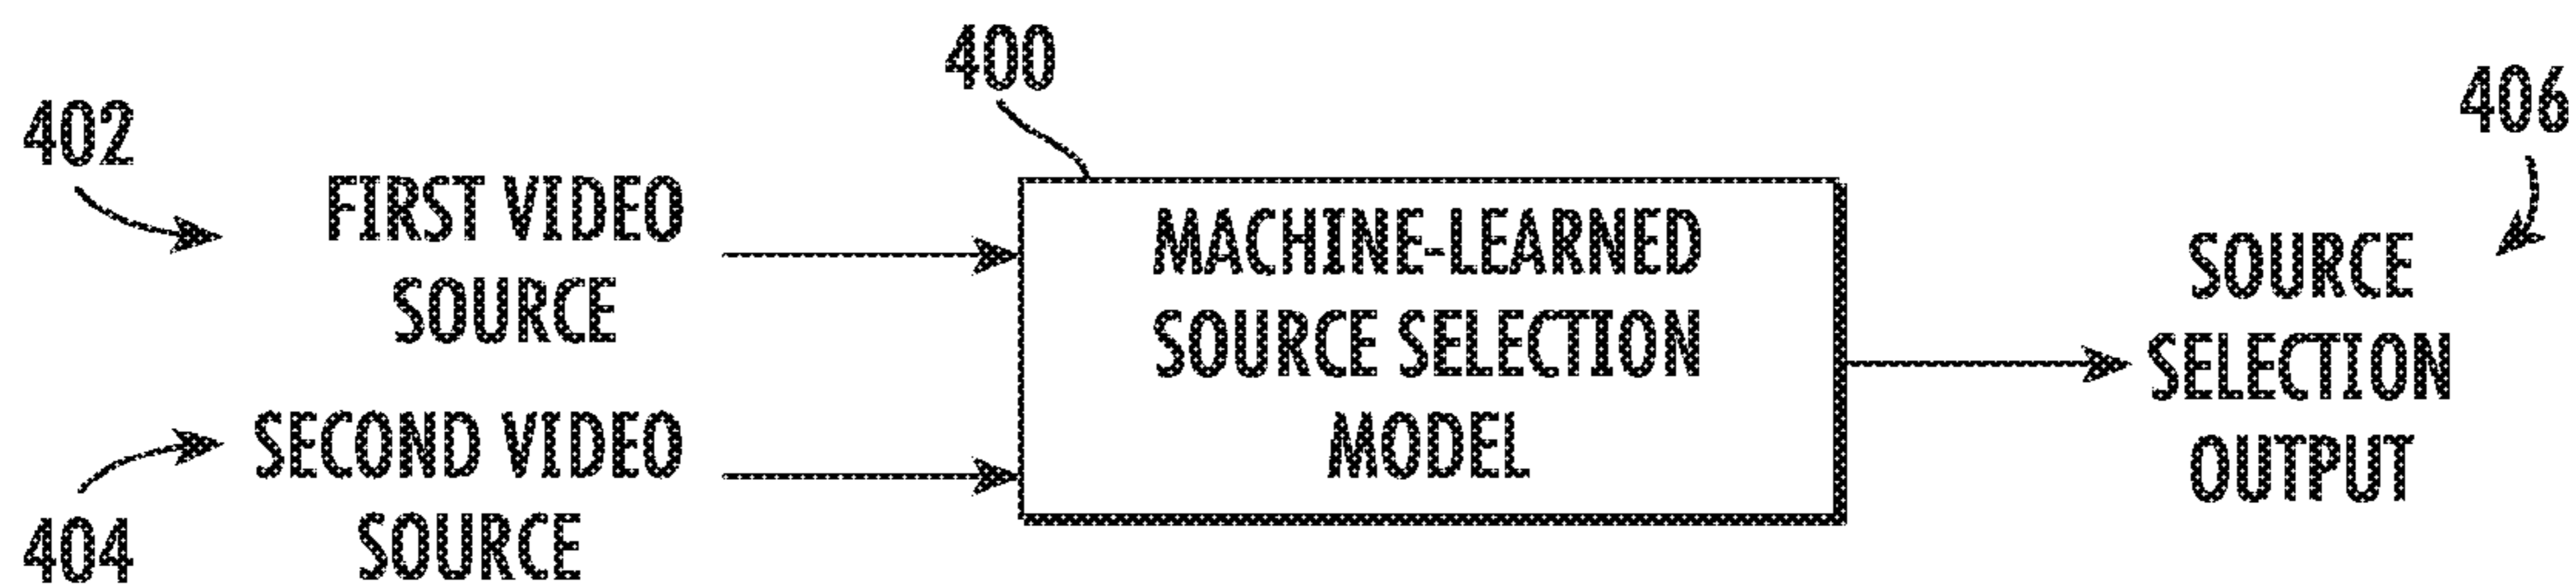 400
402
406
FIRST VIDEO
SOURCE
MACHINE-LEARNED
SOURCE SELECTION
MODEL
SOURCE
SELECTION
OUTPUT
SECOND VIDEO
SOURCE
404